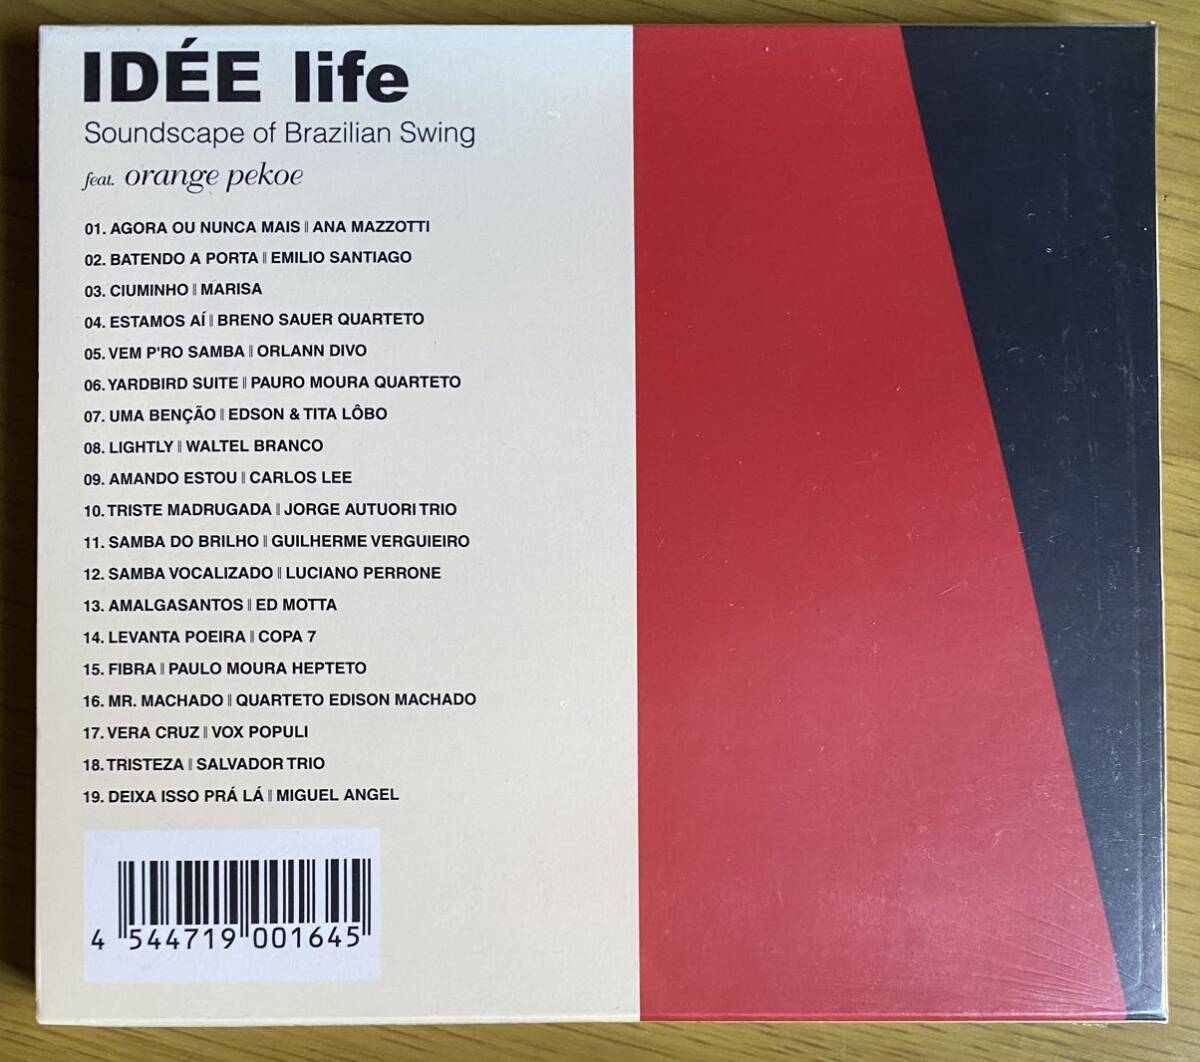 IDÉE life
Soundscape of Brazilian Swing
feat. orange pekoe
01. AGORA OU NUNCA MAIS || ANA MAZZOTTI
02. BATENDO A PORTA || EMILIO SANTIAGO
03. CIUMINHO || MARISA
04. ESTAMOS AÍ || BRENO SAUER QUARTETO
05. VEM P'RO SAMBA || ORLANN DIVO
06. YARDBIRD SUITE || PAURO MOURA QUARTETO
07. UMA BENÇÃO || EDSON & TITA LÔBO
08. LIGHTLY || WALTEL BRANCO
09. AMANDO ESTOU || CARLOS LEE
10. TRISTE MADRUGADA || JORGE AUTUORI TRIO
11. SAMBA DO BRILHO || GUILHERME VERGUIEIRO
12. SAMBA VOCALIZADO || LUCIANO PERRONE
13. AMALGASANTOS || ED MOTTA
14. LEVANTA POEIRA || COPA 7
15. FIBRA || PAULO MOURA HEPTETO
16. MR. MACHADO || QUARTETO EDISON MACHADO
17. VERA CRUZ || VOX POPULI
18. TRISTEZA || SALVADOR TRIO
19. DEIXA ISSO PRÁ LÁ || MIGUEL ANGEL
4 544719 001645